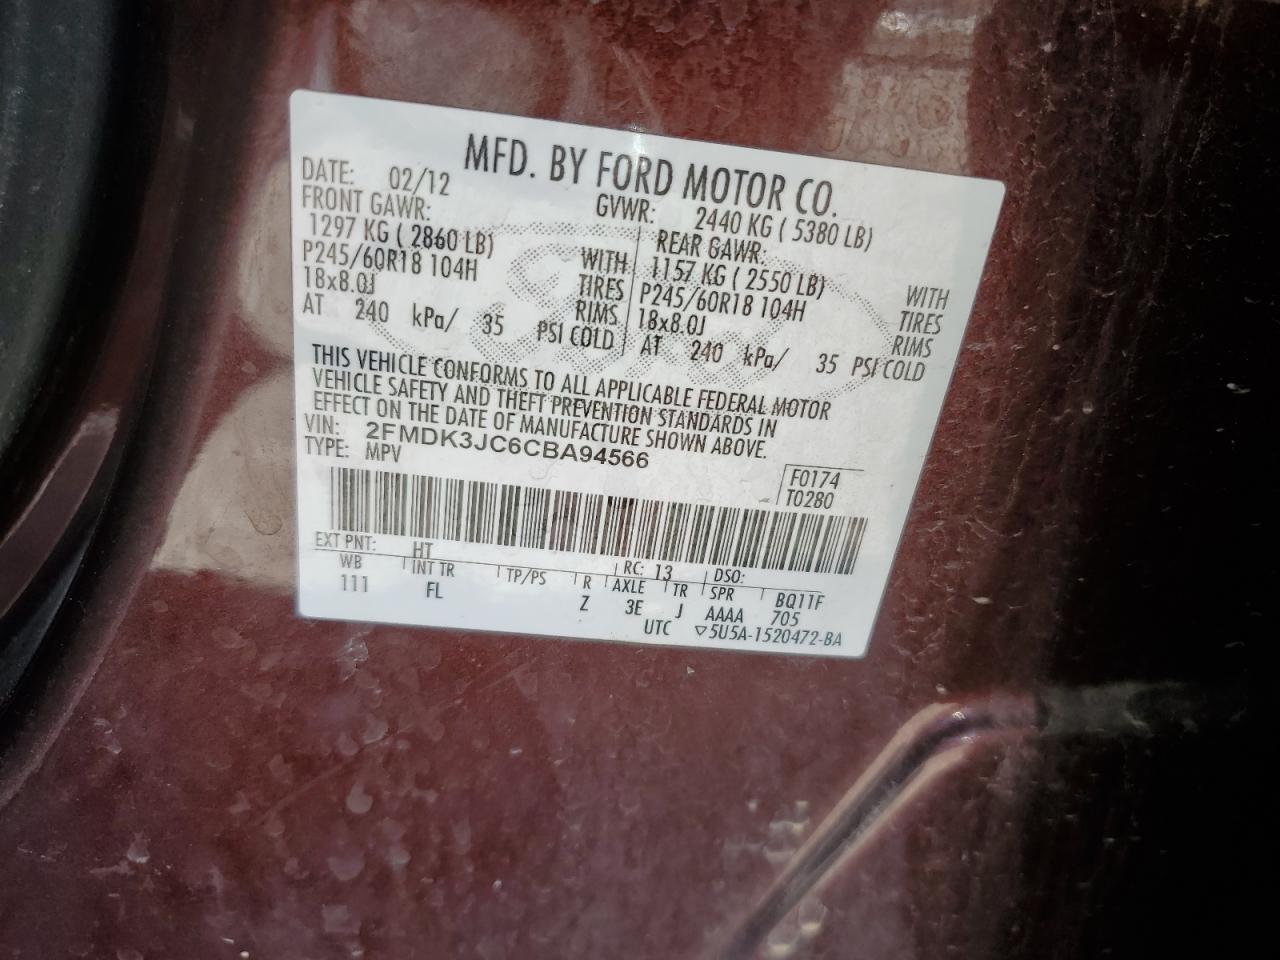 MFD. BY FORD MOTOR CO.
DATE: 02/12 GVWR: 2440 KG ( 5380 LB)
FRONT GAWR: REAR GAWR:
1297 KG ( 2860 LB) WITH 1157 KG ( 2550 LB) WITH
P245/60R18 104H TIRES P245/60R18 104H TIRES
18x8.0J RIMS 18x8.0J RIMS
AT 240 kPa/ 35 PSI COLD AT 240 kPa/ 35 PSI COLD
THIS VEHICLE CONFORMS TO ALL APPLICABLE FEDERAL MOTOR
VEHICLE SAFETY AND THEFT PREVENTION STANDARDS IN
EFFECT ON THE DATE OF MANUFACTURE SHOWN ABOVE.
VIN: 2FMDK3JC6CBA94566
TYPE: MPV
F0174
T0280
EXT PNT: HT RC: 13 DSO:
WB INT TR TP/PS R AXLE TR SPR BQ11F
111 FL Z 3E J AAAA 705
UTC ▽5U5A-1520472-BA